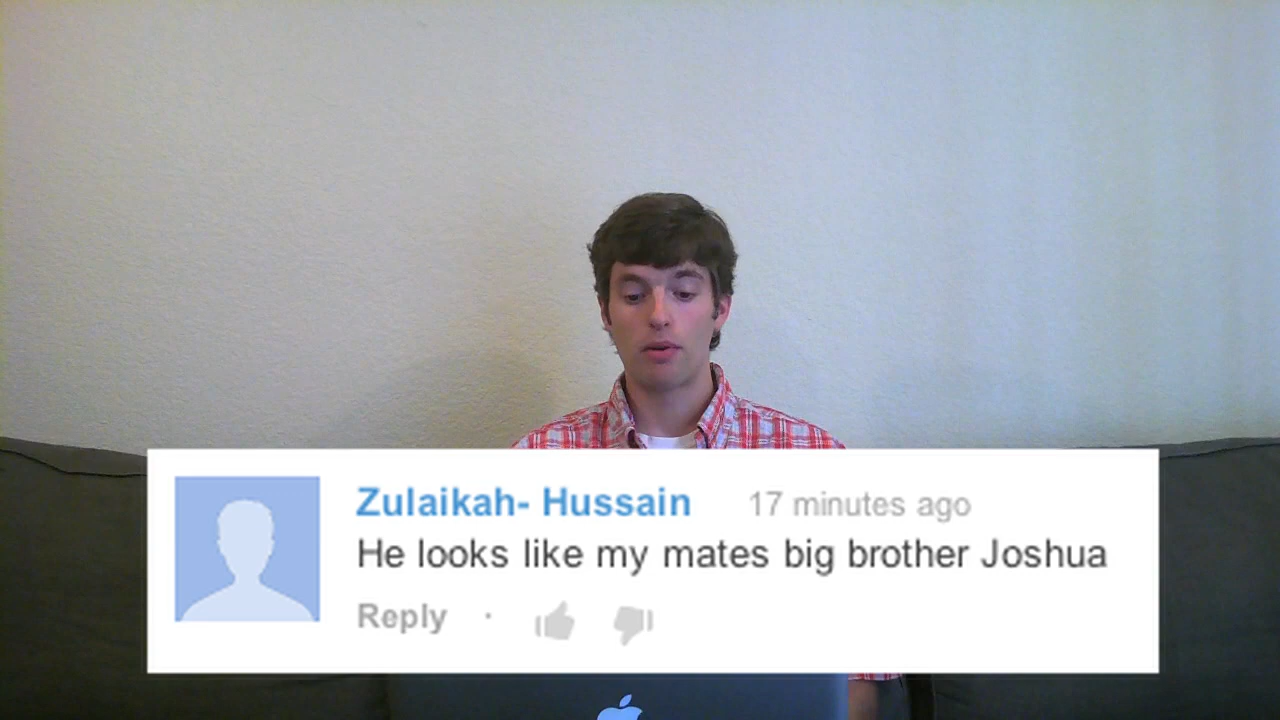 Zulaikah- Hussain 17 minutes ago
He looks like my mates big brother Joshua
Reply ·